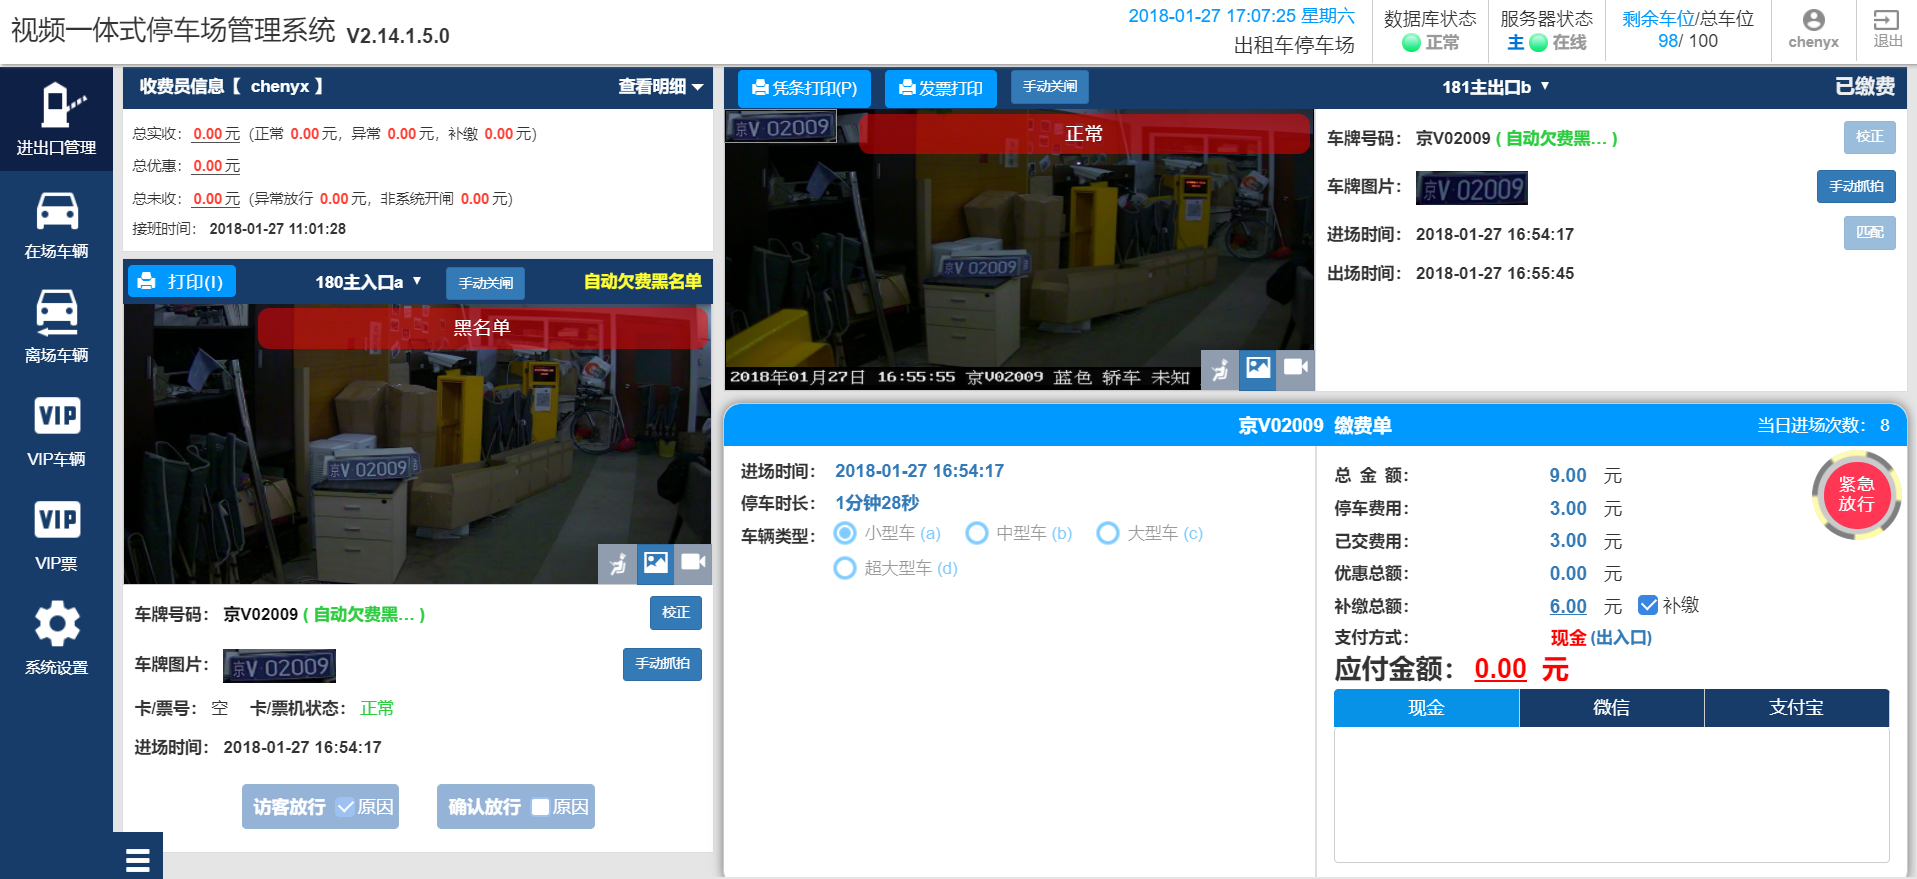 视频一体式停车场管理系统 V2.14.1.5.0
2018-01-27 17:07:25 星期六
出租车停车场
数据库状态
正常
服务器状态
主 在线
剩余车位/总车位
98/ 100
chenyx
退出
进出口管理
在场车辆
离场车辆
VIP
VIP车辆
VIP
VIP票
系统设置
收费员信息【 chenyx 】
查看明细
总实收： 0.00 元 (正常 0.00 元，异常 0.00 元，补缴 0.00 元)
总优惠： 0.00 元
总未收： 0.00 元 (异常放行 0.00 元，非系统开闸 0.00 元)
接班时间： 2018-01-27 11:01:28
打印(I)
180主入口a
手动关闸
自动欠费黑名单
黑名单
京V 02009
车牌号码： 京V02009 ( 自动欠费黑... )
校正
车牌图片： 京V 02009
手动抓拍
卡/票号： 空 卡/票机状态： 正常
进场时间： 2018-01-27 16:54:17
访客放行 原因
确认放行 原因
凭条打印(P)
发票打印
手动关闸
181主出口b
已缴费
京V 02009
正常
京V 02009
2018年01月27日 16:55:55 京V02009 蓝色 轿车 未知
车牌号码： 京V02009 ( 自动欠费黑... )
校正
车牌图片： 京V 02009
手动抓拍
进场时间： 2018-01-27 16:54:17
匹配
出场时间： 2018-01-27 16:55:45
京V02009 缴费单
当日进场次数： 8
进场时间： 2018-01-27 16:54:17
停车时长： 1分钟28秒
车辆类型： 小型车 (a) 中型车 (b) 大型车 (c)
超大型车 (d)
总 金 额： 9.00 元
停车费用： 3.00 元
已交费用： 3.00 元
优惠总额： 0.00 元
补缴总额： 6.00 元 补缴
支付方式： 现金 (出入口)
应付金额： 0.00 元
紧急
放行
现金
微信
支付宝